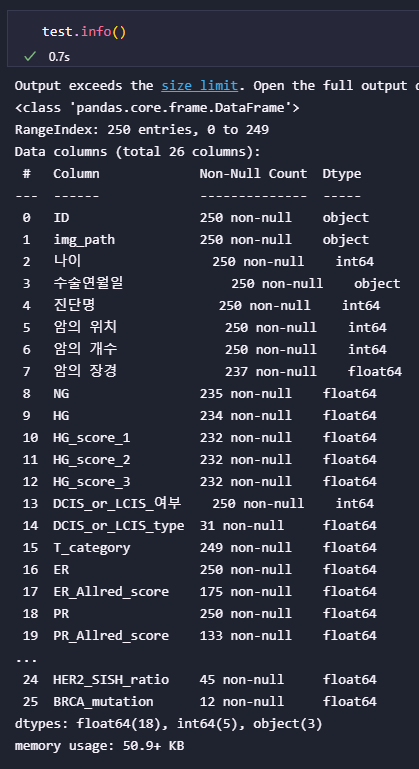 test.info()
✓ 0.7s
Output exceeds the size limit. Open the full output d
<class 'pandas.core.frame.DataFrame'>
RangeIndex: 250 entries, 0 to 249
Data columns (total 26 columns):
 #   Column             Non-Null Count  Dtype
---  ------             --------------  -----
 0   ID                 250 non-null    object
 1   img_path           250 non-null    object
 2   나이                 250 non-null    int64
 3   수술연월일              250 non-null    object
 4   진단명                250 non-null    int64
 5   암의 위치              250 non-null    int64
 6   암의 개수              250 non-null    int64
 7   암의 장경              237 non-null    float64
 8   NG                 235 non-null    float64
 9   HG                 234 non-null    float64
 10  HG_score_1         232 non-null    float64
 11  HG_score_2         232 non-null    float64
 12  HG_score_3         232 non-null    float64
 13  DCIS_or_LCIS_여부    250 non-null    int64
 14  DCIS_or_LCIS_type  31 non-null     float64
 15  T_category         249 non-null    float64
 16  ER                 250 non-null    float64
 17  ER_Allred_score    175 non-null    float64
 18  PR                 250 non-null    float64
 19  PR_Allred_score    133 non-null    float64
...
 24  HER2_SISH_ratio    45 non-null     float64
 25  BRCA_mutation      12 non-null     float64
dtypes: float64(18), int64(5), object(3)
memory usage: 50.9+ KB